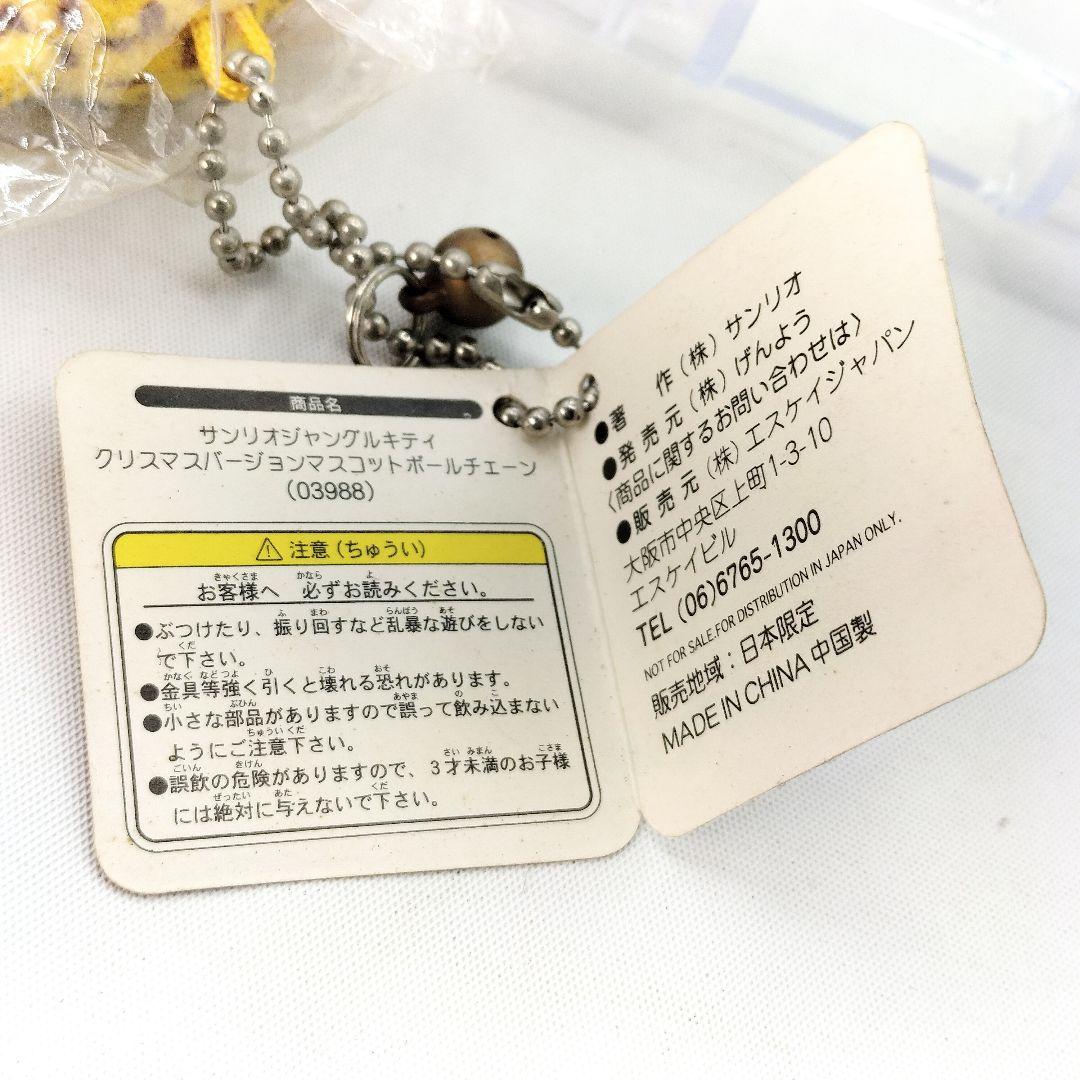 商品名
サンリオジャングルキティ
クリスマスバージョンマスコットボールチェーン
(03988)
注意（ちゅうい）
お客様へ 必ずお読みください。
●ぶつけたり、振り回すなど乱暴な遊びをしない
で下さい。
●金具等強く引くと壊れる恐れがあります。
●小さな部品がありますので誤って飲み込まない
ようにご注意下さい。
●誤飲の危険がありますので、3才未満のお子様
には絶対に与えないで下さい。
●著 作（株）サンリオ
●発 売 元（株）げんよう
〈商品に関するお問い合わせは〉
●販 売 元（株）エスケイジャパン
大阪市中央区上町1-3-10
エスケイビル
TEL (06)6765-1300
NOT FOR SALE.FOR DISTRIBUTION IN JAPAN ONLY.
販売地域：日本限定
MADE IN CHINA 中国製